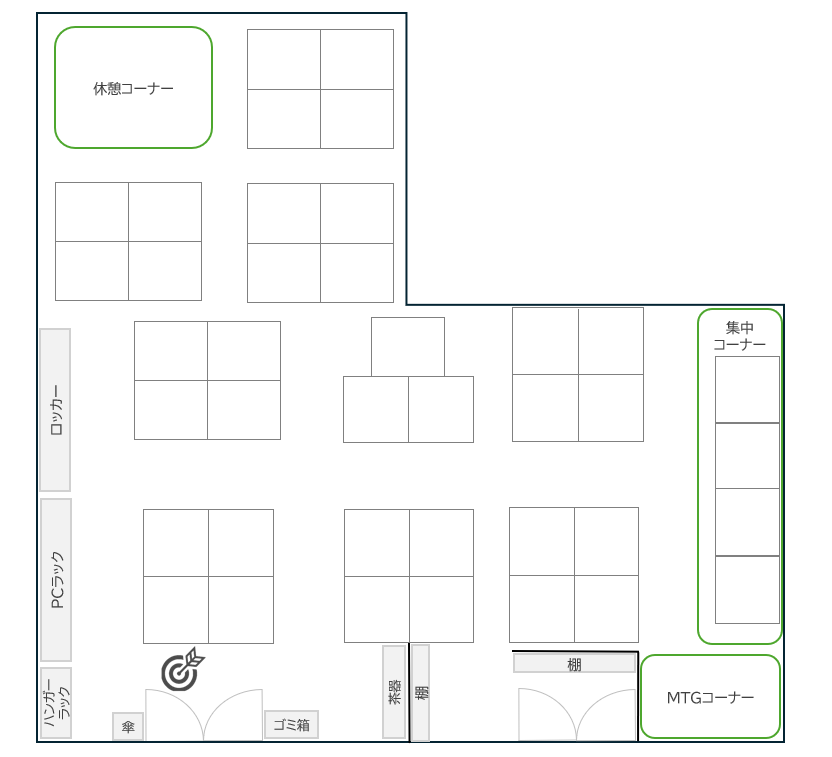 休憩コーナー
集中
コーナー
ロッカー
PCラック
ハンガー
ラック
傘
ゴミ箱
茶器
棚
棚
MTGコーナー